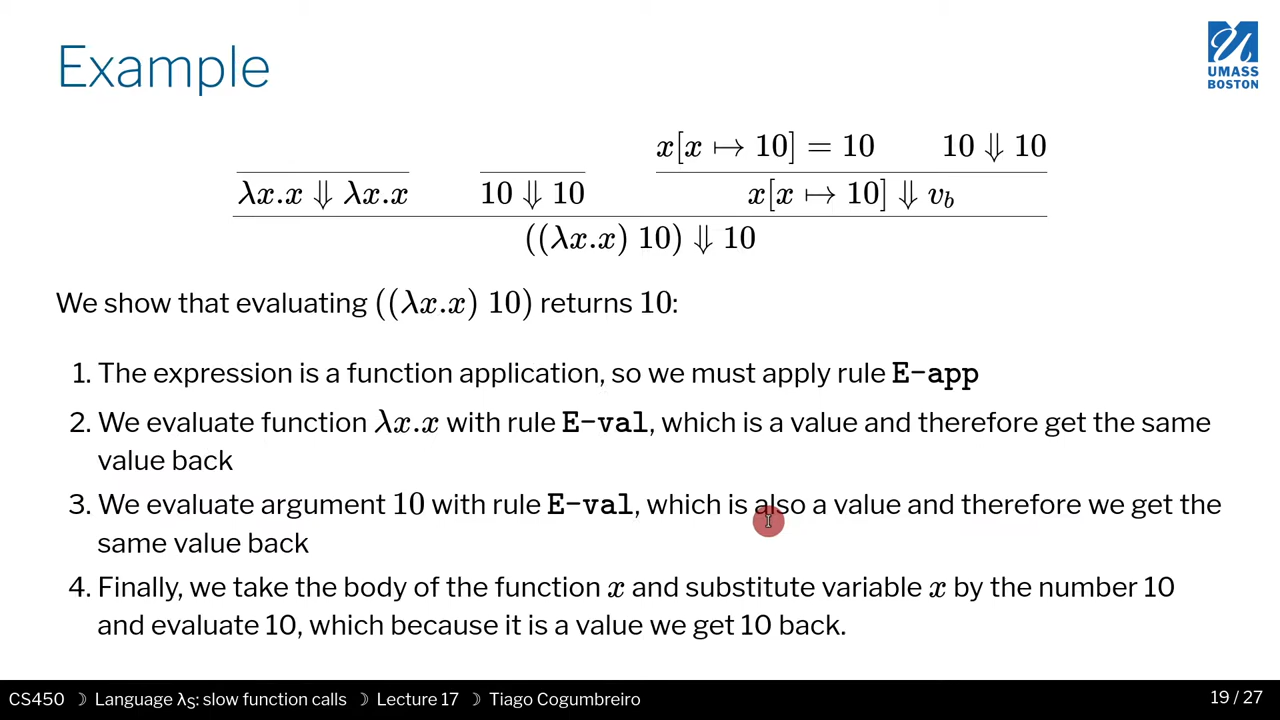 Example
UMASS
BOSTON
x[x ↦ 10] = 10 10 ⇓ 10
λx.x ⇓ λx.x 10 ⇓ 10 x[x ↦ 10] ⇓ v_b
((λx.x) 10) ⇓ 10
We show that evaluating ((λx.x) 10) returns 10:
1. The expression is a function application, so we must apply rule E-app
2. We evaluate function λx.x with rule E-val, which is a value and therefore get the same
value back
3. We evaluate argument 10 with rule E-val, which is also a value and therefore we get the
same value back
4. Finally, we take the body of the function x and substitute variable x by the number 10
and evaluate 10, which because it is a value we get 10 back.
CS450 ☽ Language λS: slow function calls ☽ Lecture 17 ☽ Tiago Cogumbreiro 19 / 27